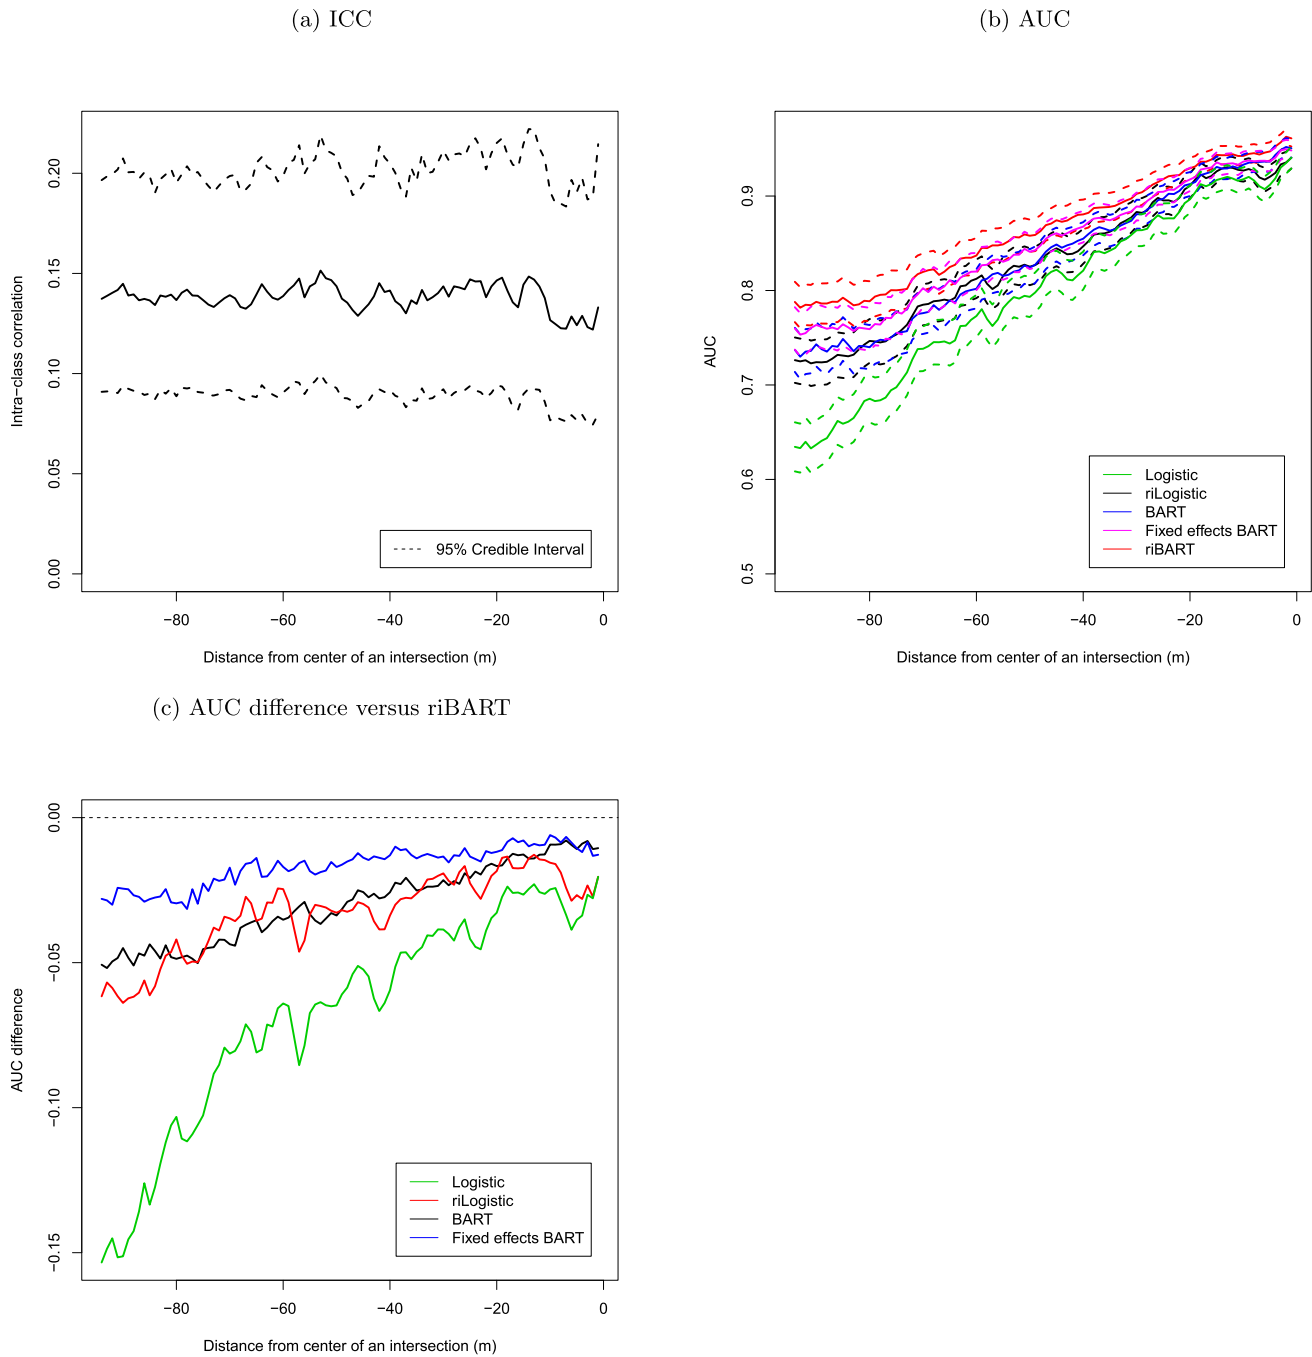 (a) ICC
0.20
0.15
0.10
0.05
0.00
Intra−class correlation
95% Credible Interval
−80 −60 −40 −20 0
Distance from center of an intersection (m)
(b) AUC
0.9
0.8
0.7
0.6
0.5
AUC
Logistic
riLogistic
BART
Fixed effects BART
riBART
−80 −60 −40 −20 0
Distance from center of an intersection (m)
(c) AUC difference versus riBART
0.00
−0.05
−0.10
−0.15
AUC difference
Logistic
riLogistic
BART
Fixed effects BART
−80 −60 −40 −20 0
Distance from center of an intersection (m)